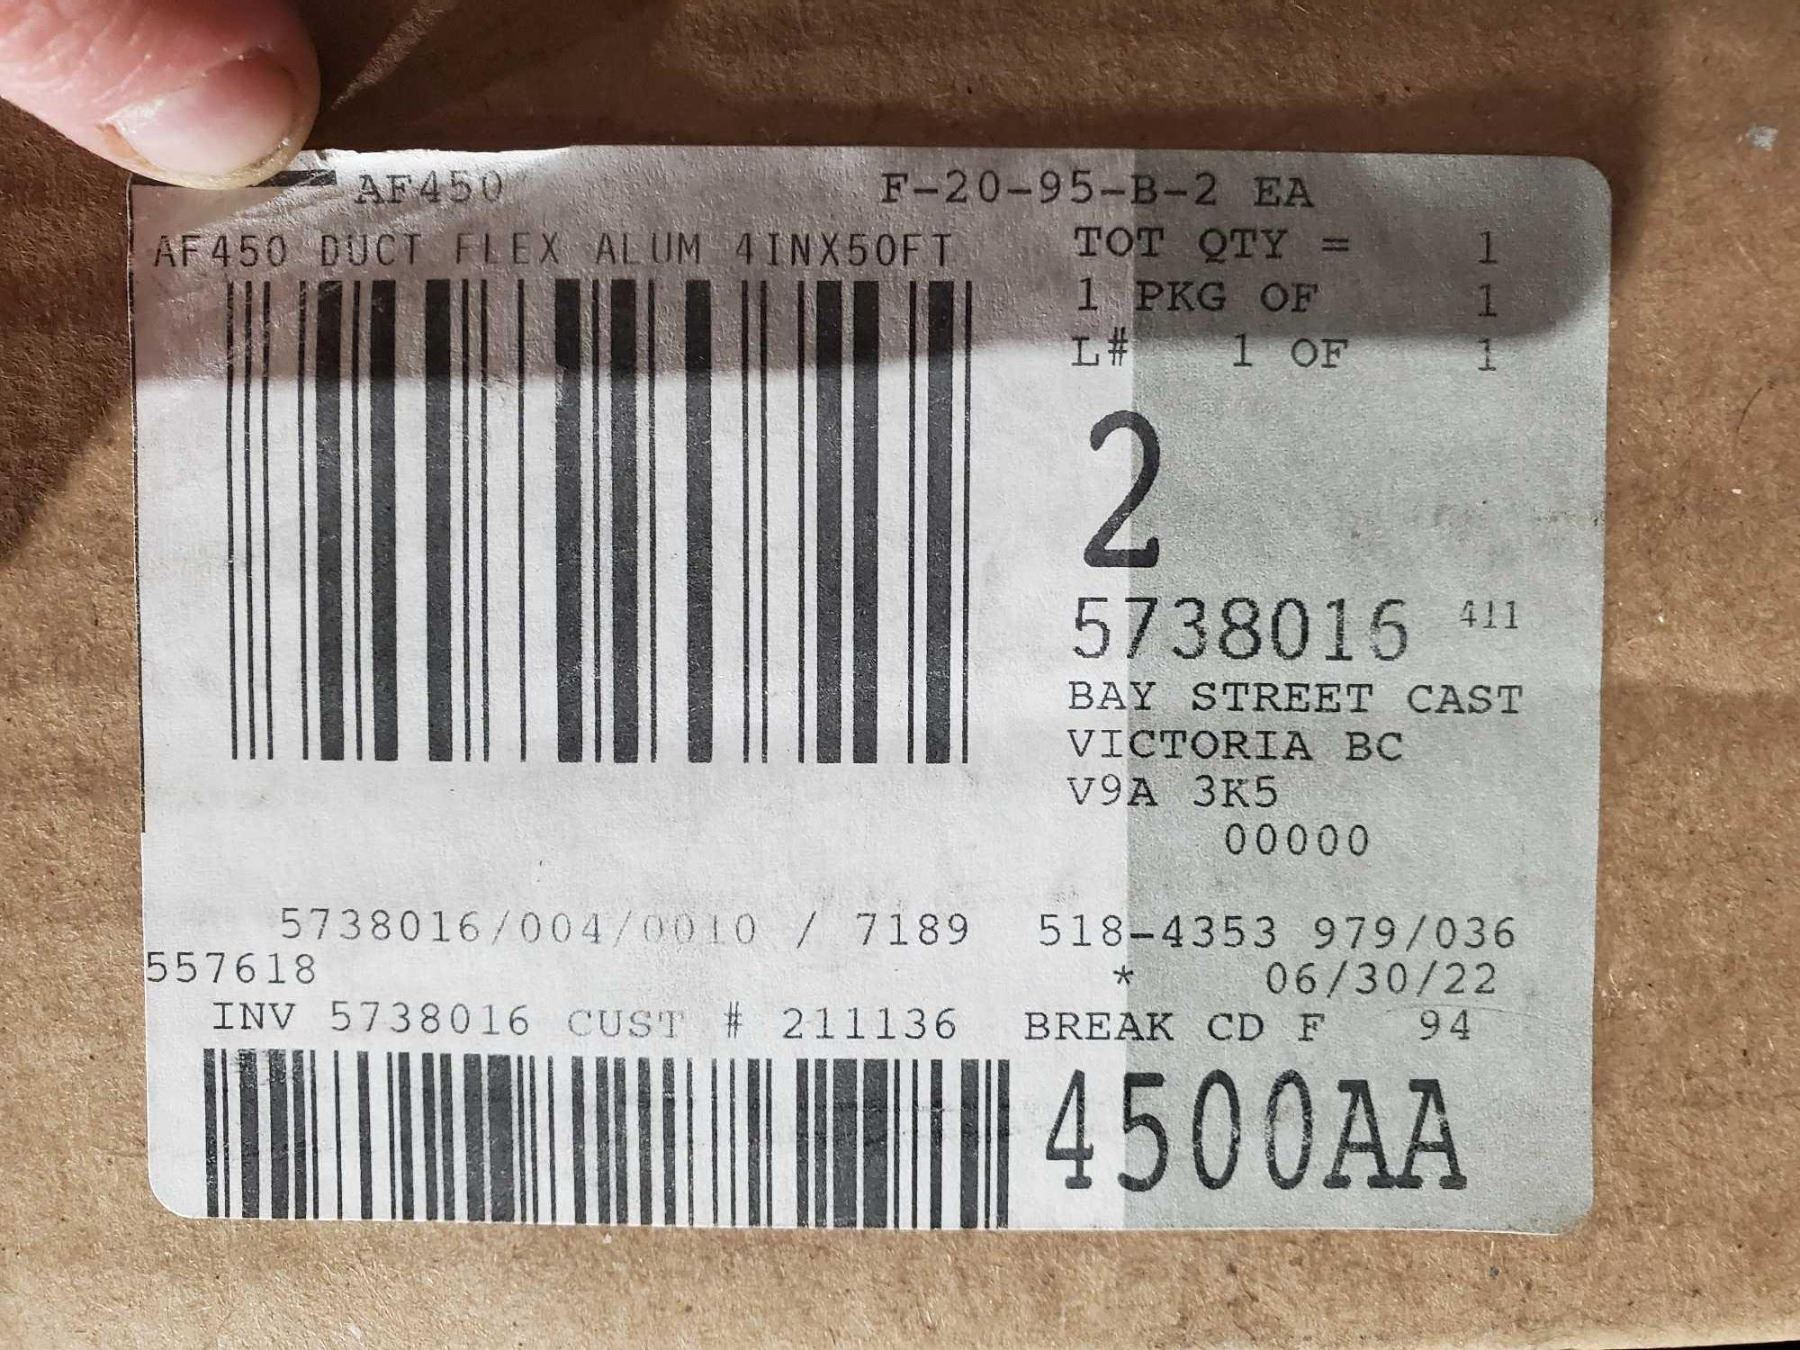 AF450 F-20-95-B-2 EA
AF450 DUCT FLEX ALUM 4INX50FT
TOT QTY = 1
1 PKG OF 1
L# 1 OF 1
2
5738016 411
BAY STREET CAST
VICTORIA BC
V9A 3K5
00000
5738016/004/0010 / 7189 518-4353 979/036
557618 * 06/30/22
INV 5738016 CUST # 211136 BREAK CD F 94
4500AA